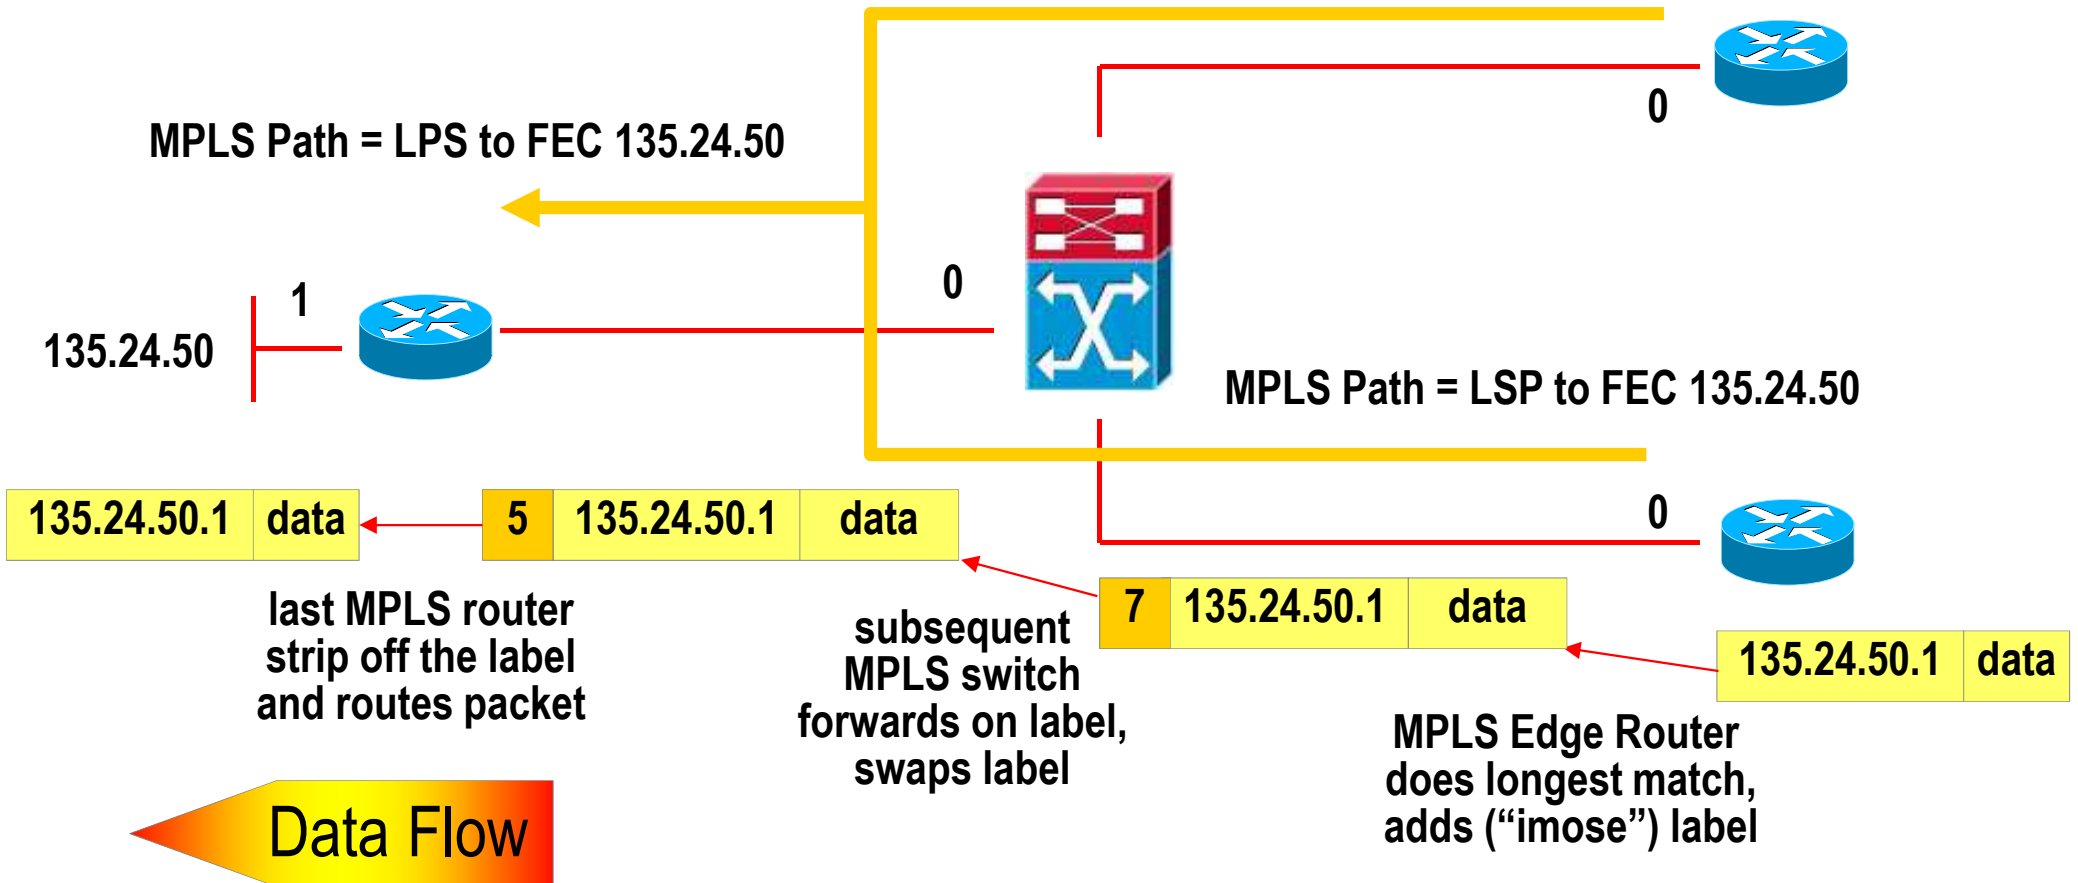 0
MPLS Path = LPS to FEC 135.24.50
0
1
135.24.50
MPLS Path = LSP to FEC 135.24.50
0
135.24.50.1 data
5 135.24.50.1 data
7 135.24.50.1 data
135.24.50.1 data
last MPLS router
strip off the label
and routes packet
subsequent
MPLS switch
forwards on label,
swaps label
MPLS Edge Router
does longest match,
adds (“imose”) label
Data Flow